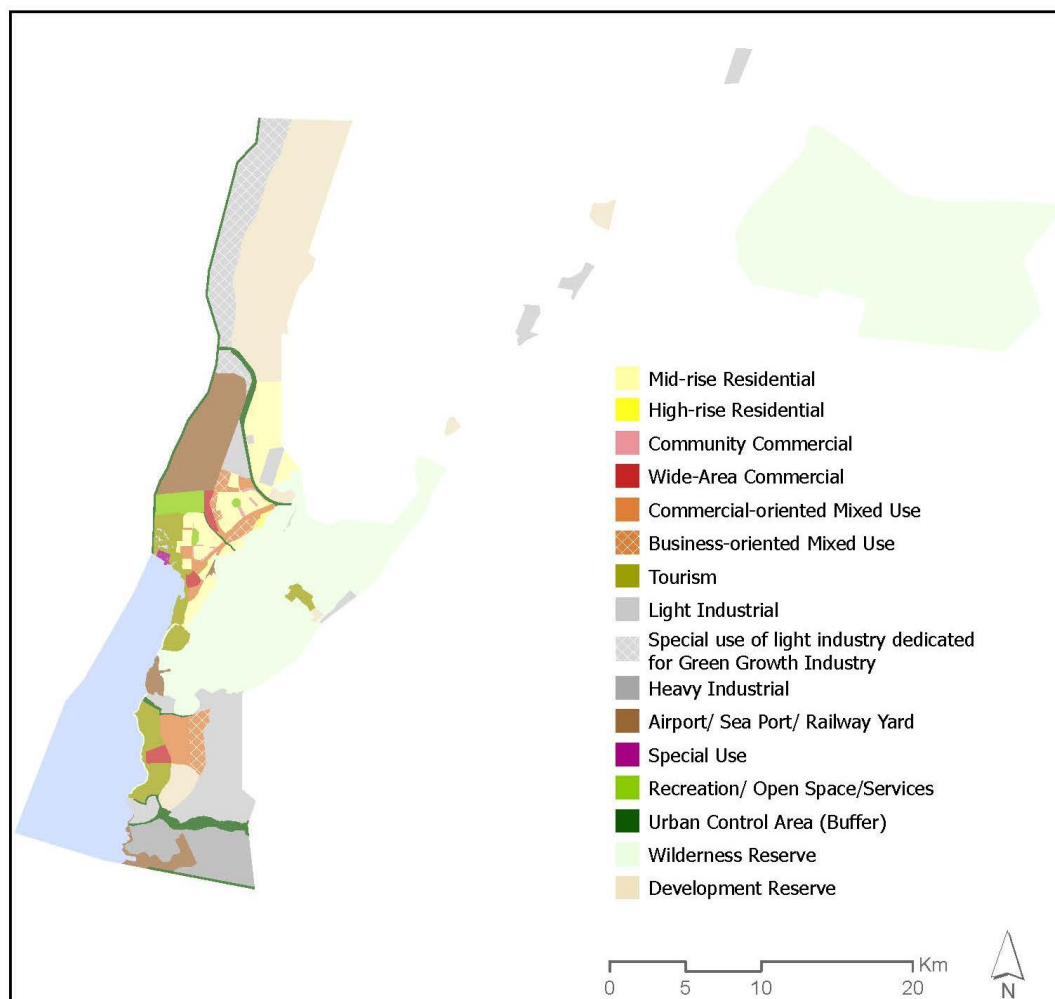 Mid-rise Residential
High-rise Residential
Community Commercial
Wide-Area Commercial
Commercial-oriented Mixed Use
Business-oriented Mixed Use
Tourism
Light Industrial
Special use of light industry dedicated
for Green Growth Industry
Heavy Industrial
Airport/ Sea Port/ Railway Yard
Special Use
Recreation/ Open Space/Services
Urban Control Area (Buffer)
Wilderness Reserve
Development Reserve
Km
0 5 10 20
N